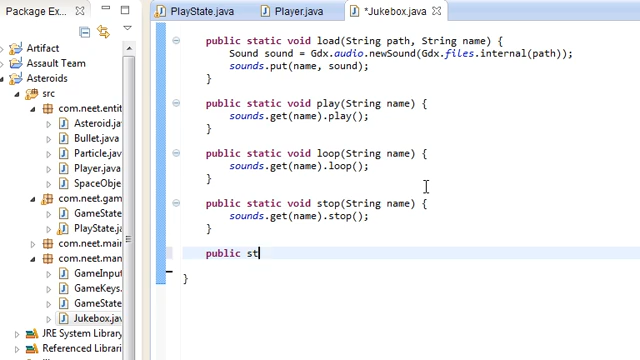 Package Ex...
PlayState.java
Player.java
*Jukebox.java
Artifact
Assault Team
Asteroids
src
com.neet.entit
Asteroid.jav
Bullet.java
Particle.java
Player.java
SpaceObje
com.neet.gam
GameState
PlayState.jav
com.neet.main
com.neet.man
GameInput
GameKeys.
GameState
Jukebox.jav
JRE System Library
Referenced Librari
public static void load(String path, String name) {
Sound sound = Gdx.audio.newSound(Gdx.files.internal(path));
sounds.put(name, sound);
}
public static void play(String name) {
sounds.get(name).play();
}
public static void loop(String name) {
sounds.get(name).loop();
}
public static void stop(String name) {
sounds.get(name).stop();
}
public st
}